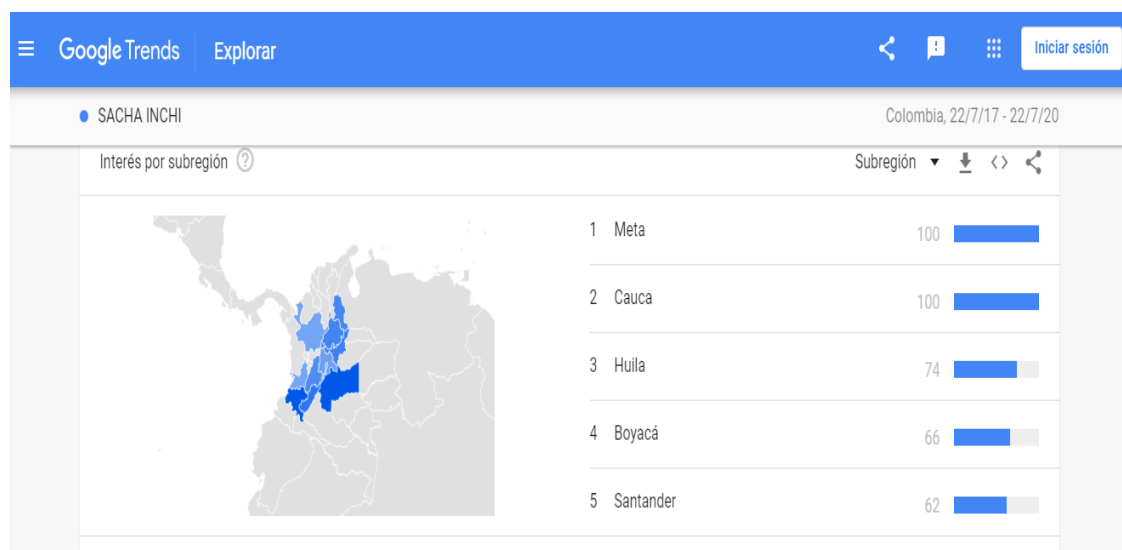 Google Trends Explorar Iniciar sesión
SACHA INCHI Colombia, 22/7/17 - 22/7/20
Interés por subregión Subregión
1 Meta 100
2 Cauca 100
3 Huila 74
4 Boyacá 66
5 Santander 62